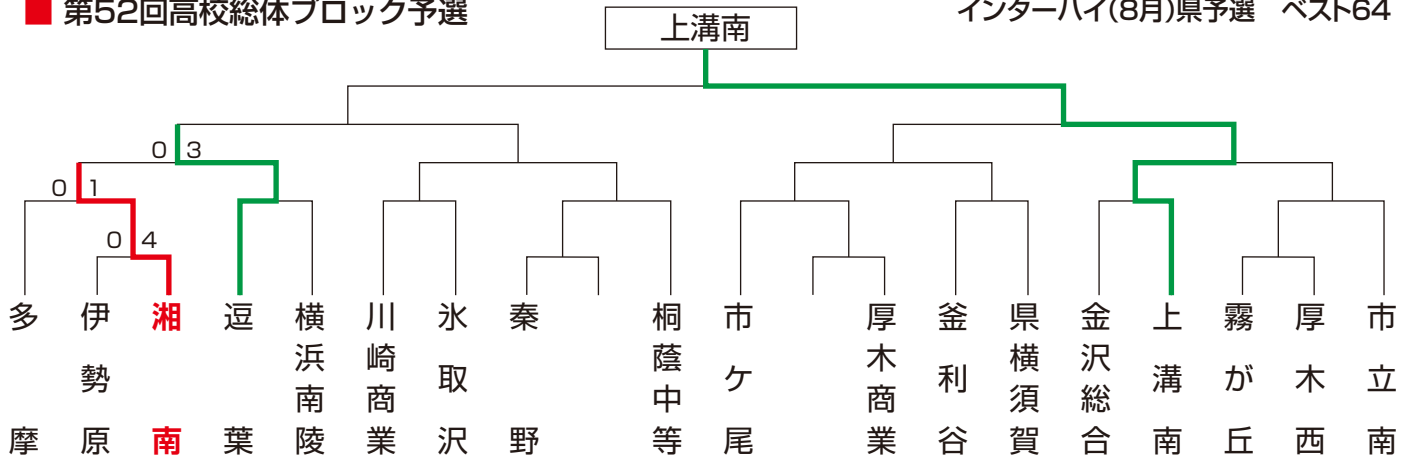 ■ 第52回高校総体ブロック予選
インターハイ(8月)県予選　ベスト64
上溝南
0 3
0 1
0 4
多摩
伊勢原
湘南
逗葉
横浜南陵
川崎商業
氷取沢
秦野
桐蔭中等
市ケ尾
厚木商業
釜利谷
県横須賀
金沢総合
上溝南
霧が丘
厚木西
市立南